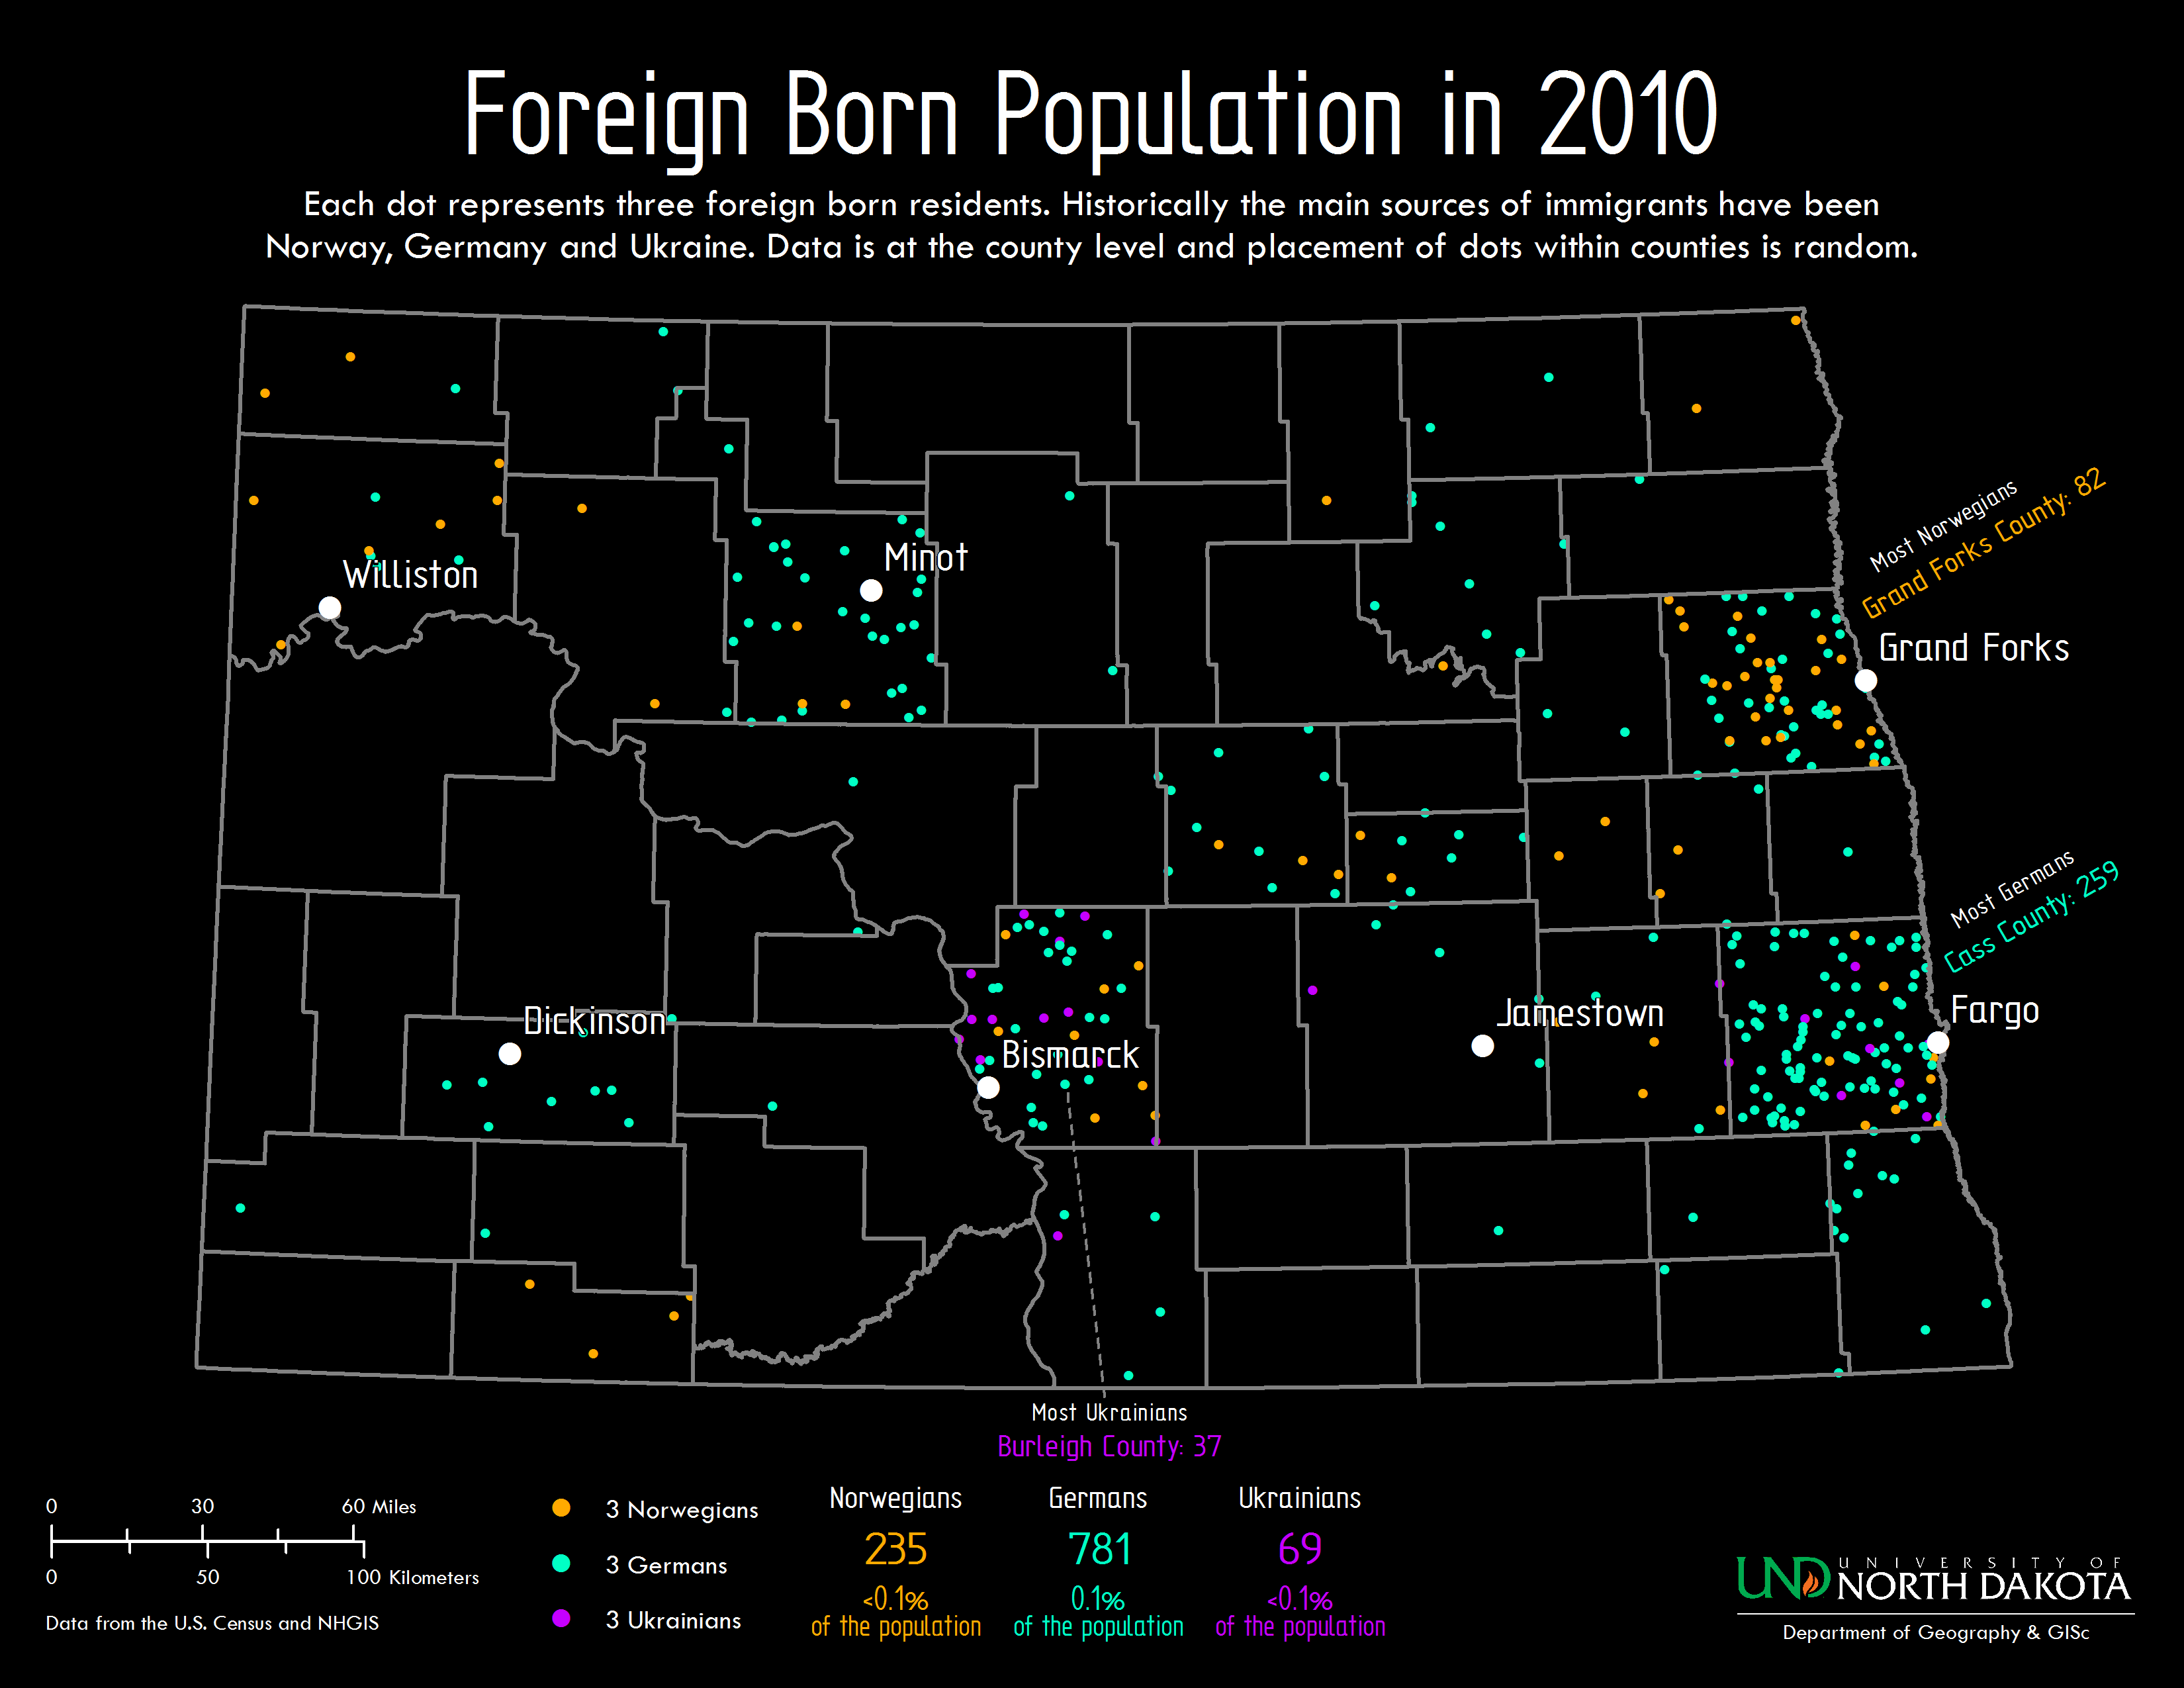 Foreign Born Population in 2010
Each dot represents three foreign born residents. Historically the main sources of immigrants have been
Norway, Germany and Ukraine. Data is at the county level and placement of dots within counties is random.
Most Norwegians
Grand Forks County: 82
Minot
Williston
Grand Forks
Most Germans
Cass County: 259
Dickinson
Jamestown
Fargo
Bismarck
Most Ukrainians
Burleigh County: 37
0 30 60 Miles
0 50 100 Kilometers
Data from the U.S. Census and NHGIS
3 Norwegians
3 Germans
3 Ukrainians
Norwegians
235
<0.1%
of the population
Germans
781
0.1%
of the population
Ukrainians
69
<0.1%
of the population
UND
UNIVERSITY OF
NORTH DAKOTA
Department of Geography & GISc